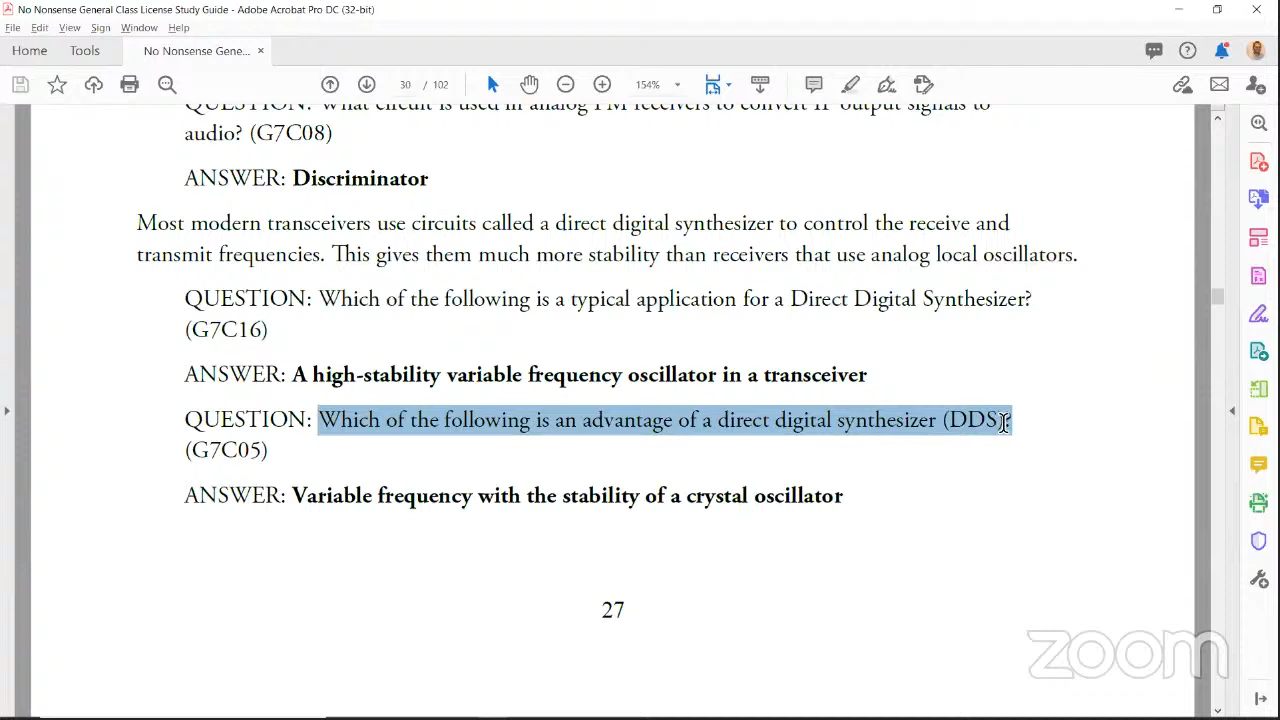 No Nonsense General Class License Study Guide - Adobe Acrobat Pro DC (32-bit)
File Edit View Sign Window Help
Home Tools No Nonsense Gene... ×
30 / 102 154%
QUESTION: What circuit is used in analog FM receivers to convert IF output signals to
audio? (G7C08)
ANSWER: Discriminator
Most modern transceivers use circuits called a direct digital synthesizer to control the receive and
transmit frequencies. This gives them much more stability than receivers that use analog local oscillators.
QUESTION: Which of the following is a typical application for a Direct Digital Synthesizer?
(G7C16)
ANSWER: A high-stability variable frequency oscillator in a transceiver
QUESTION: Which of the following is an advantage of a direct digital synthesizer (DDS)?
(G7C05)
ANSWER: Variable frequency with the stability of a crystal oscillator
27
zoom